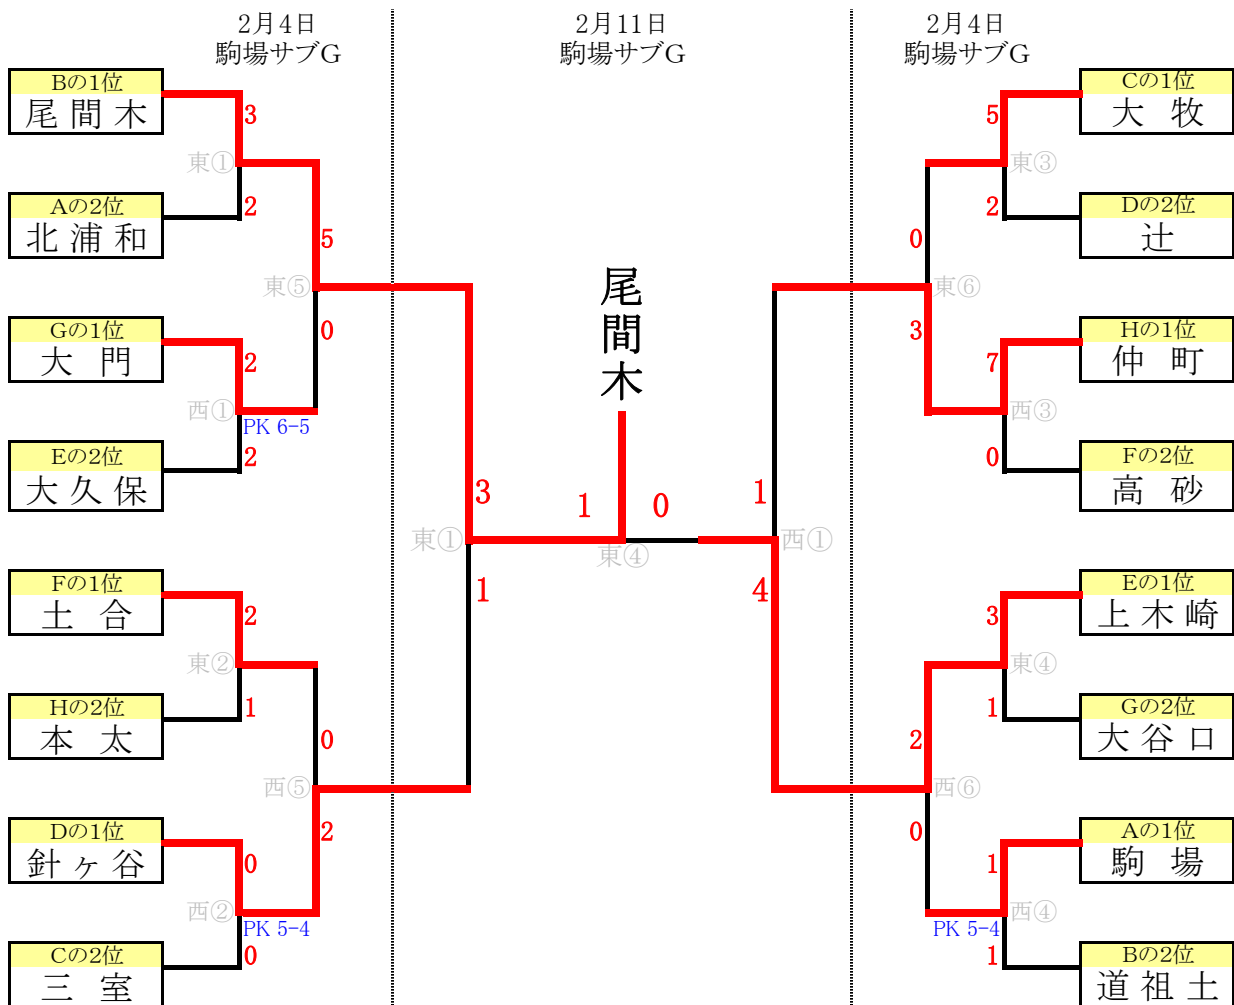 2月4日
駒場サブG
2月11日
駒場サブG
2月4日
駒場サブG
Bの1位
尾間木
3
東①
Aの2位
北浦和
2
5
東⑤
0
Gの1位
大門
2
西①
PK 6-5
Eの2位
大久保
2
3
東①
1
Fの1位
土合
2
東②
Hの2位
本太
1
0
西⑤
2
Dの1位
針ヶ谷
0
西②
PK 5-4
Cの2位
三室
0
尾間木
1
0
東④
Cの1位
大牧
5
東③
Dの2位
辻
2
0
東⑥
3
Hの1位
仲町
7
西③
Fの2位
高砂
0
1
西①
4
Eの1位
上木崎
3
東④
Gの2位
大谷口
1
2
西⑥
0
Aの1位
駒場
1
西④
PK 5-4
Bの2位
道祖土
1